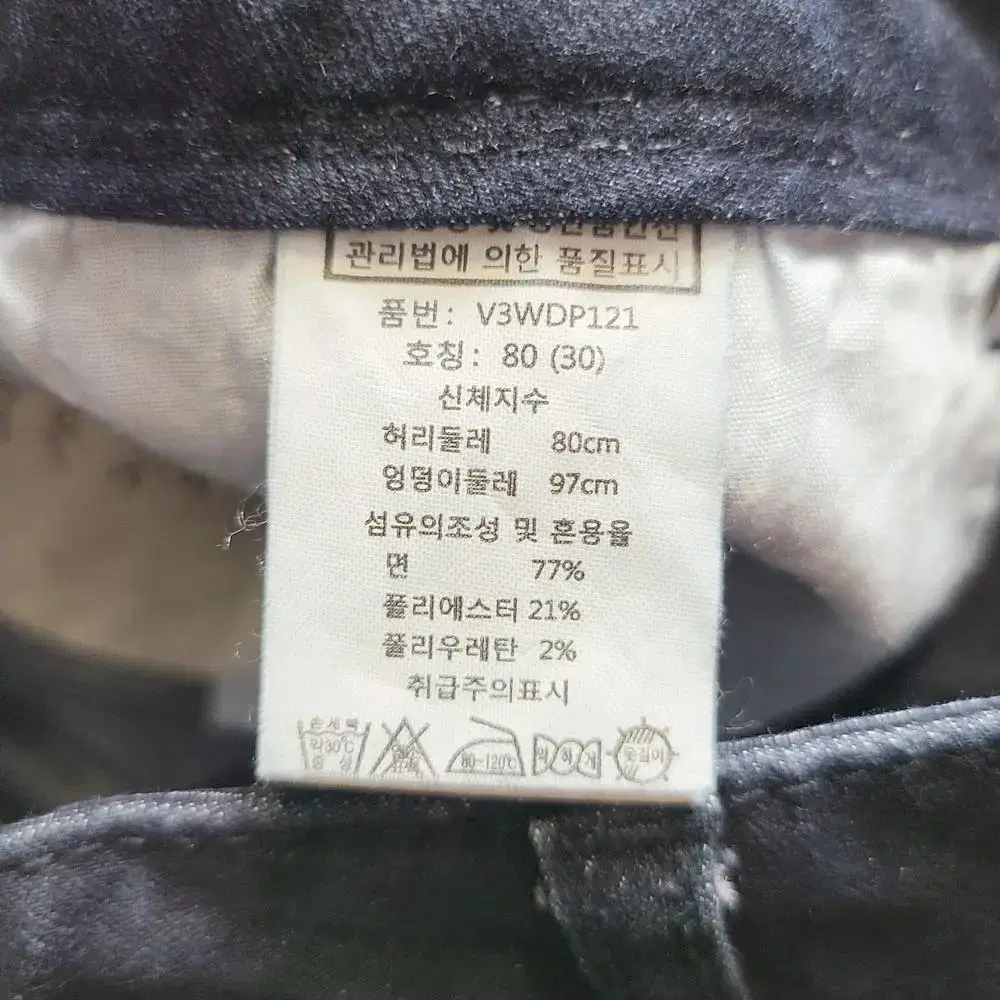 관리법에 의한 품질표시
품번: V3WDP121
호칭: 80 (30)
신체지수
허리둘레 80cm
엉덩이둘레 97cm
섬유의조성 및 혼용율
면 77%
폴리에스터 21%
폴리우레탄 2%
취급주의표시
손세탁
약30℃
중성
80~120℃
약하게
옷걸이